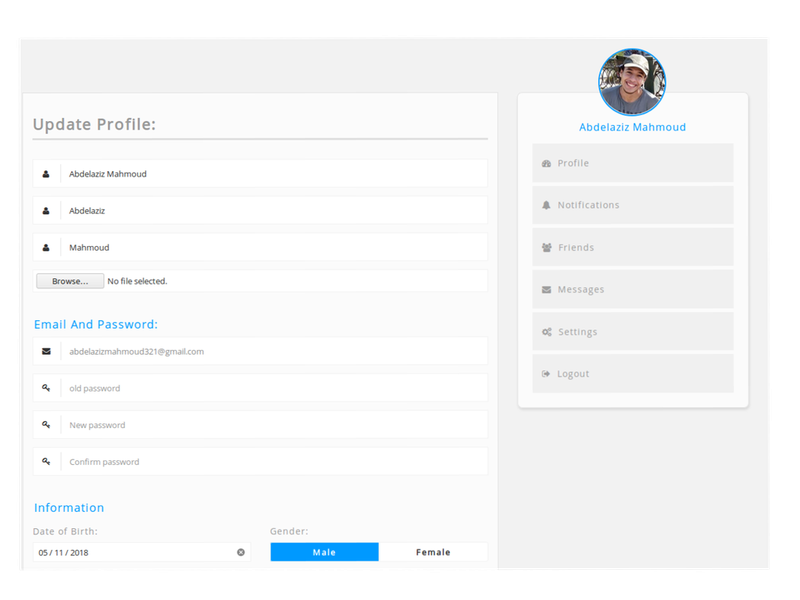 Update Profile:
Abdelaziz Mahmoud
Abdelaziz
Mahmoud
Browse... No file selected.
Email And Password:
abdelazizmahmoud321@gmail.com
old password
New password
Confirm password
Information
Date of Birth: Gender:
05 / 11 / 2018 Male Female
Abdelaziz Mahmoud
Profile
Notifications
Friends
Messages
Settings
Logout